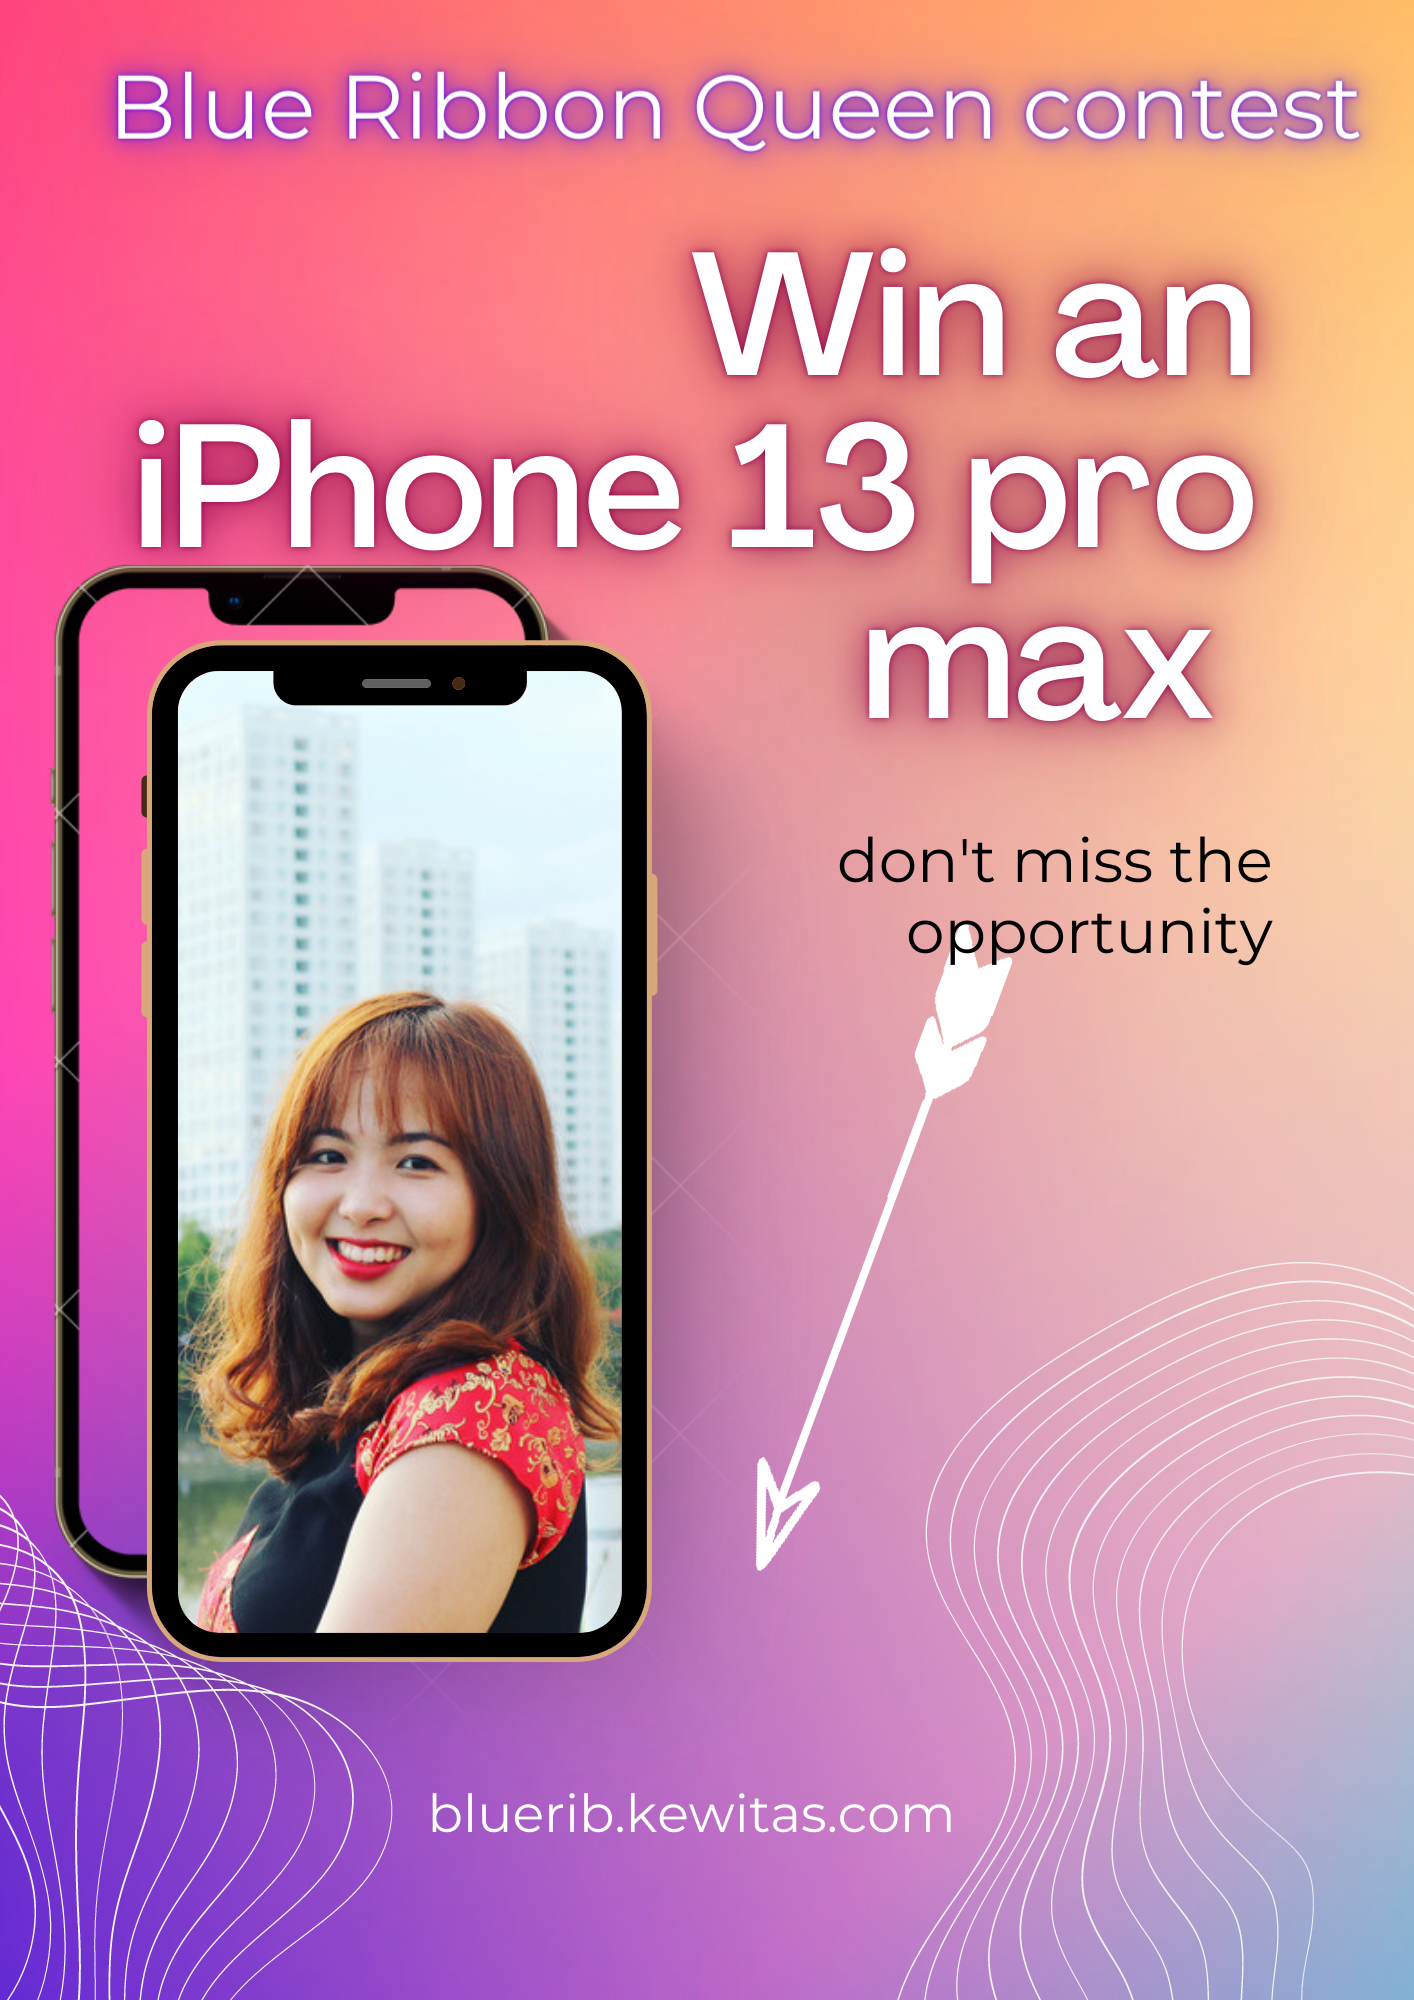 Blue Ribbon Queen contest
Win an
iPhone 13 pro
max
don't miss the
opportunity
bluerib.kewitas.com